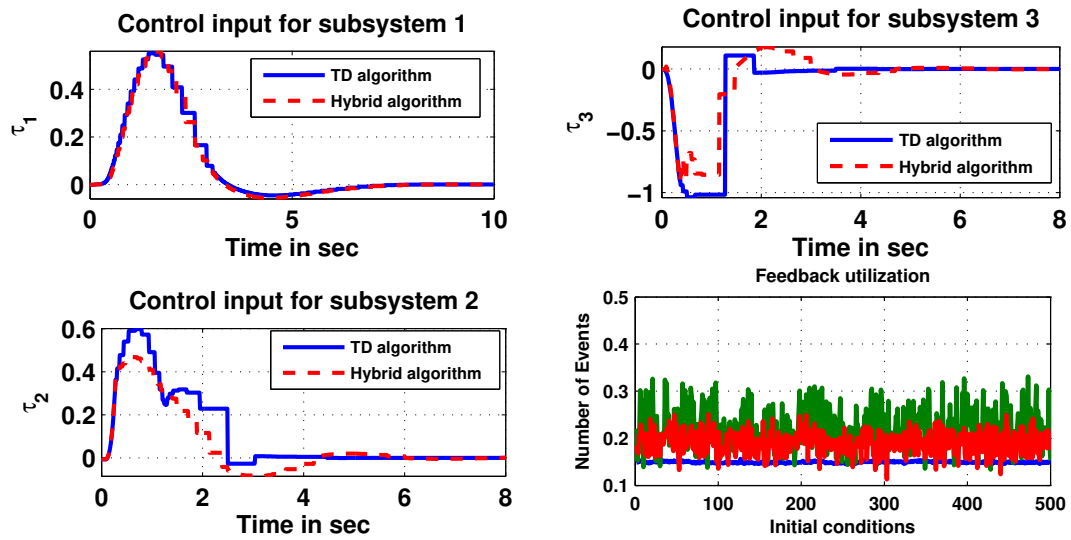 Control input for subsystem 1
τ1
0.4
0.2
0
TD algorithm
Hybrid algorithm
0 5 10
Time in sec
Control input for subsystem 3
τ3
0
−0.5
−1
TD algorithm
Hybrid algorithm
0 2 4 6 8
Time in sec
Control input for subsystem 2
τ2
0.6
0.4
0.2
0
TD algorithm
Hybrid algorithm
0 2 4 6 8
Time in sec
Feedback utilization
Number of Events
0.5
0.4
0.3
0.2
0.1
0 100 200 300 400 500
Initial conditions